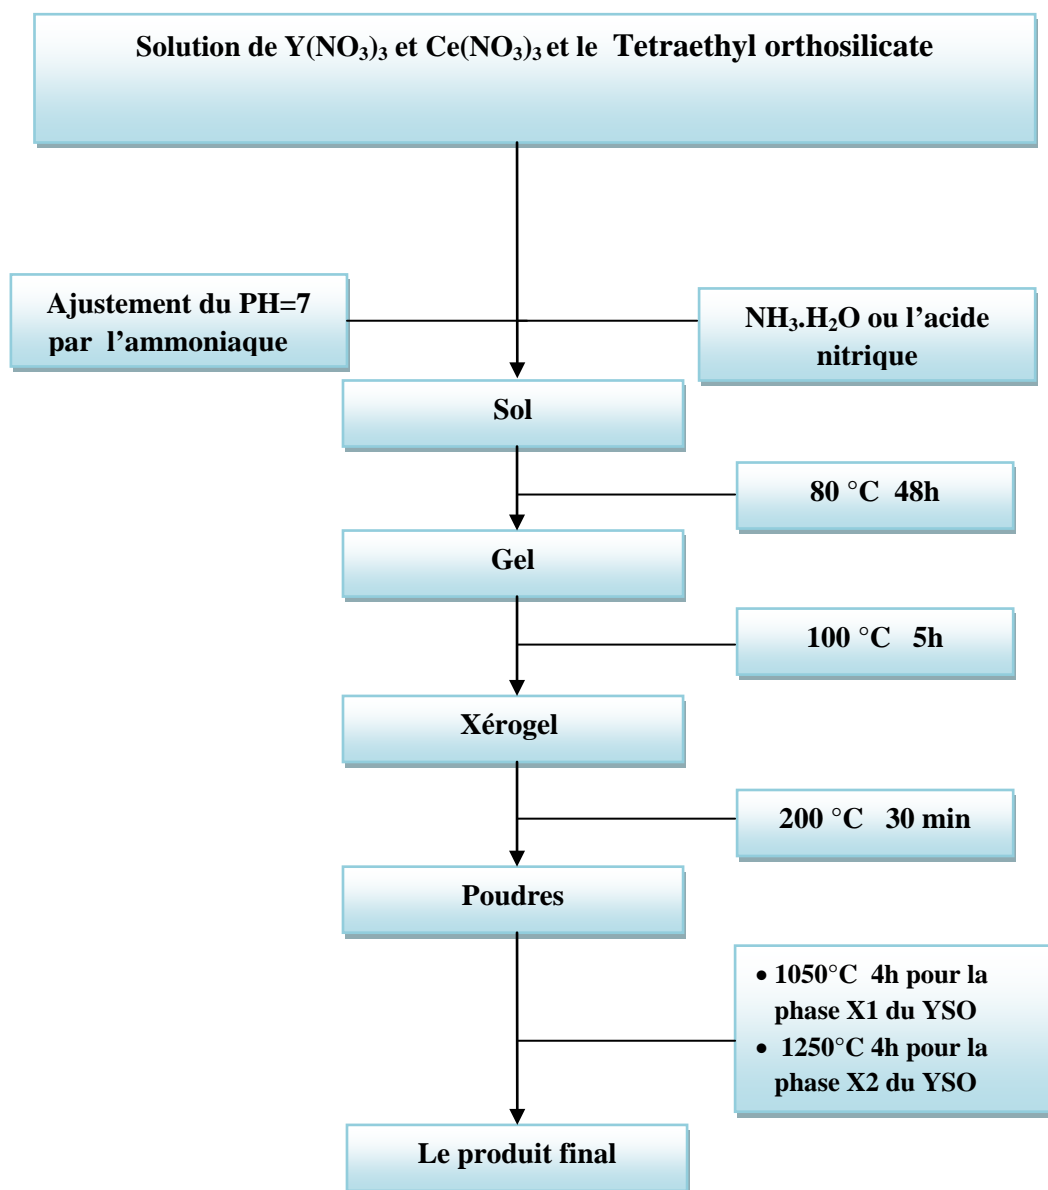 Solution de Y(NO₃)₃ et Ce(NO₃)₃ et le Tetraethyl orthosilicate
Ajustement du PH=7
par l’ammoniaque
NH₃.H₂O ou l’acide
nitrique
Sol
80 °C 48h
Gel
100 °C 5h
Xérogel
200 °C 30 min
Poudres
• 1050°C 4h pour la
phase X1 du YSO
• 1250°C 4h pour la
phase X2 du YSO
Le produit final